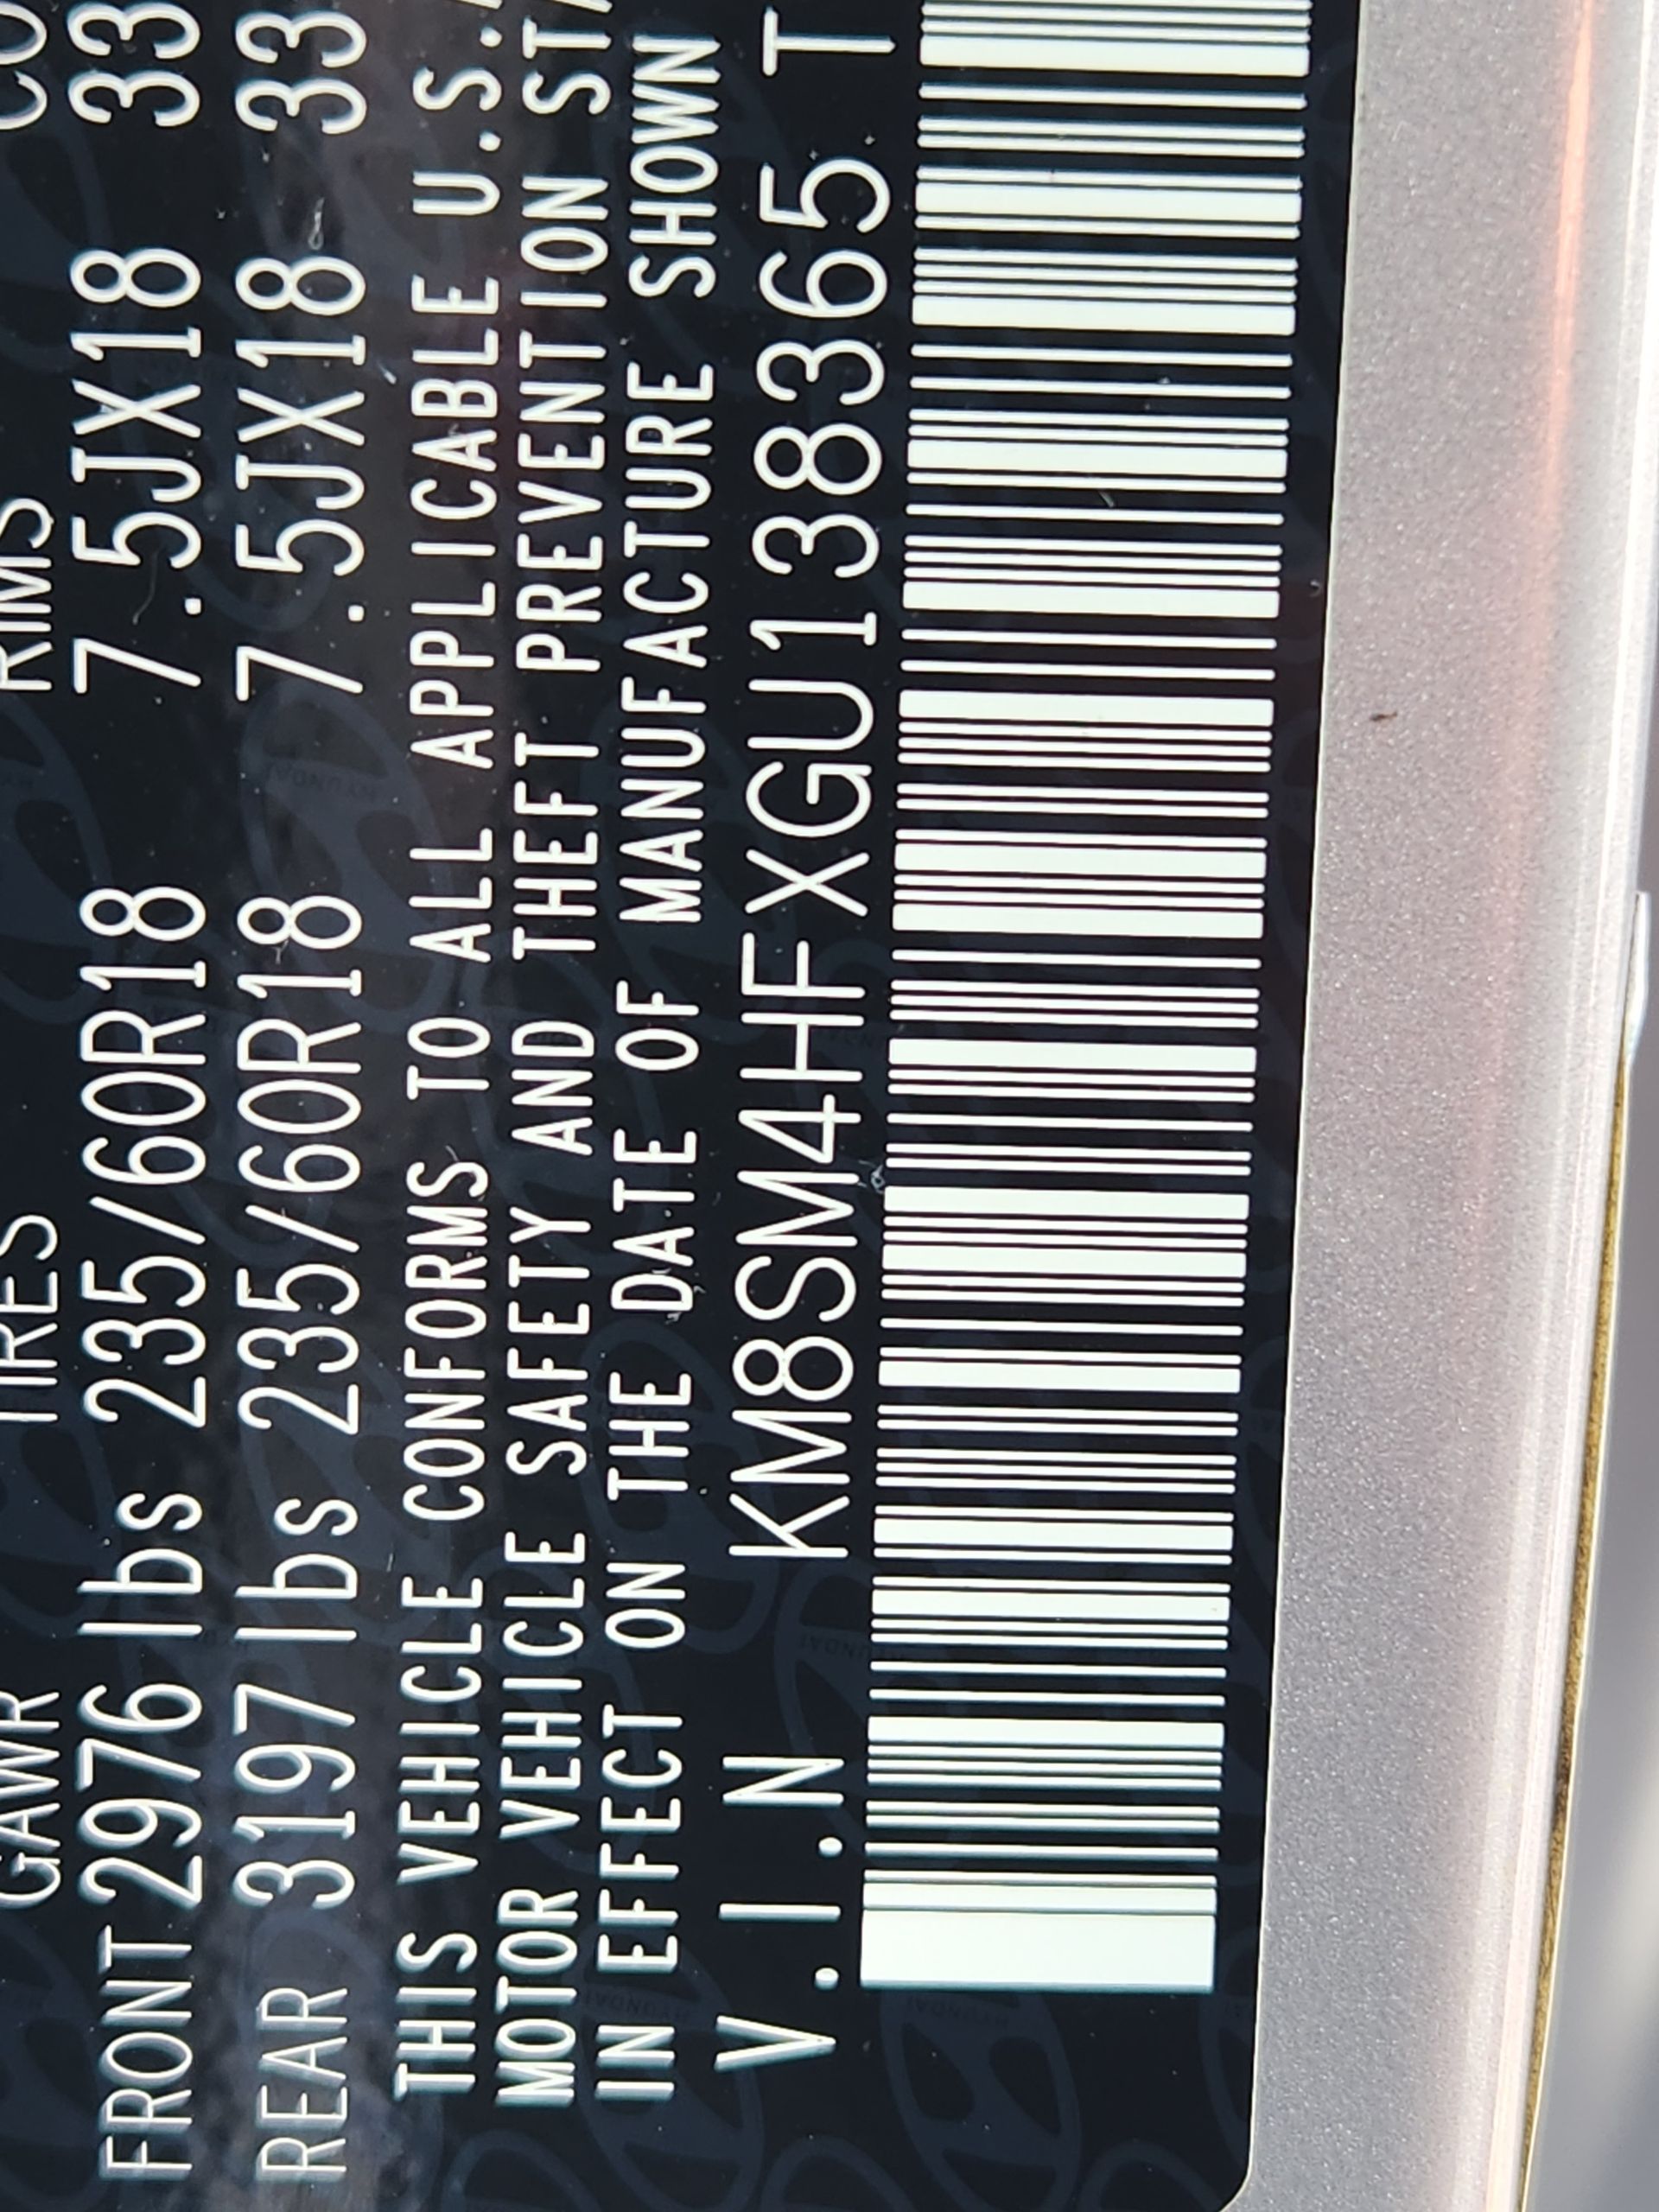 GAWR TIRES RIMS
FRONT 2976 lbs 235/60R18 7.5JX18 33
REAR 3197 lbs 235/60R18 7.5JX18 33
THIS VEHICLE CONFORMS TO ALL APPLICABLE U.S.
MOTOR VEHICLE SAFETY AND THEFT PREVENTION
IN EFFECT ON THE DATE OF MANUFACTURE SHOWN
V.I.N KM8SM4HFXGU138365 T